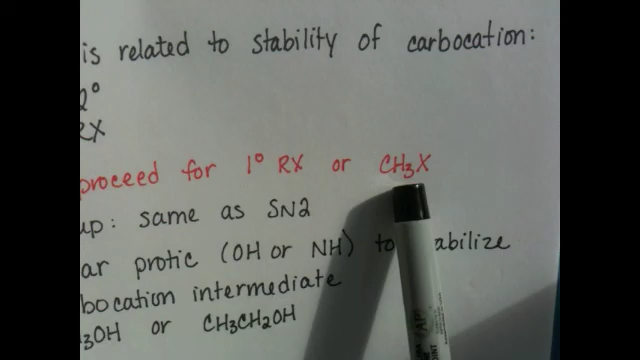 is related to stability of carbocation:
2°
RX
proceed for 1° RX or CH3X
up: same as SN2
ar protic (OH or NH) to stabilize
bocation intermediate
3OH or CH3CH2OH